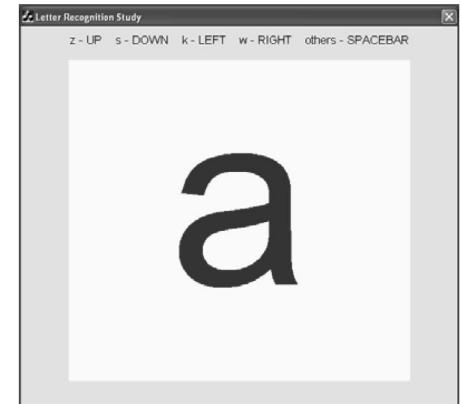 Letter Recognition Study
z - UP s - DOWN k - LEFT w - RIGHT others - SPACEBAR
a